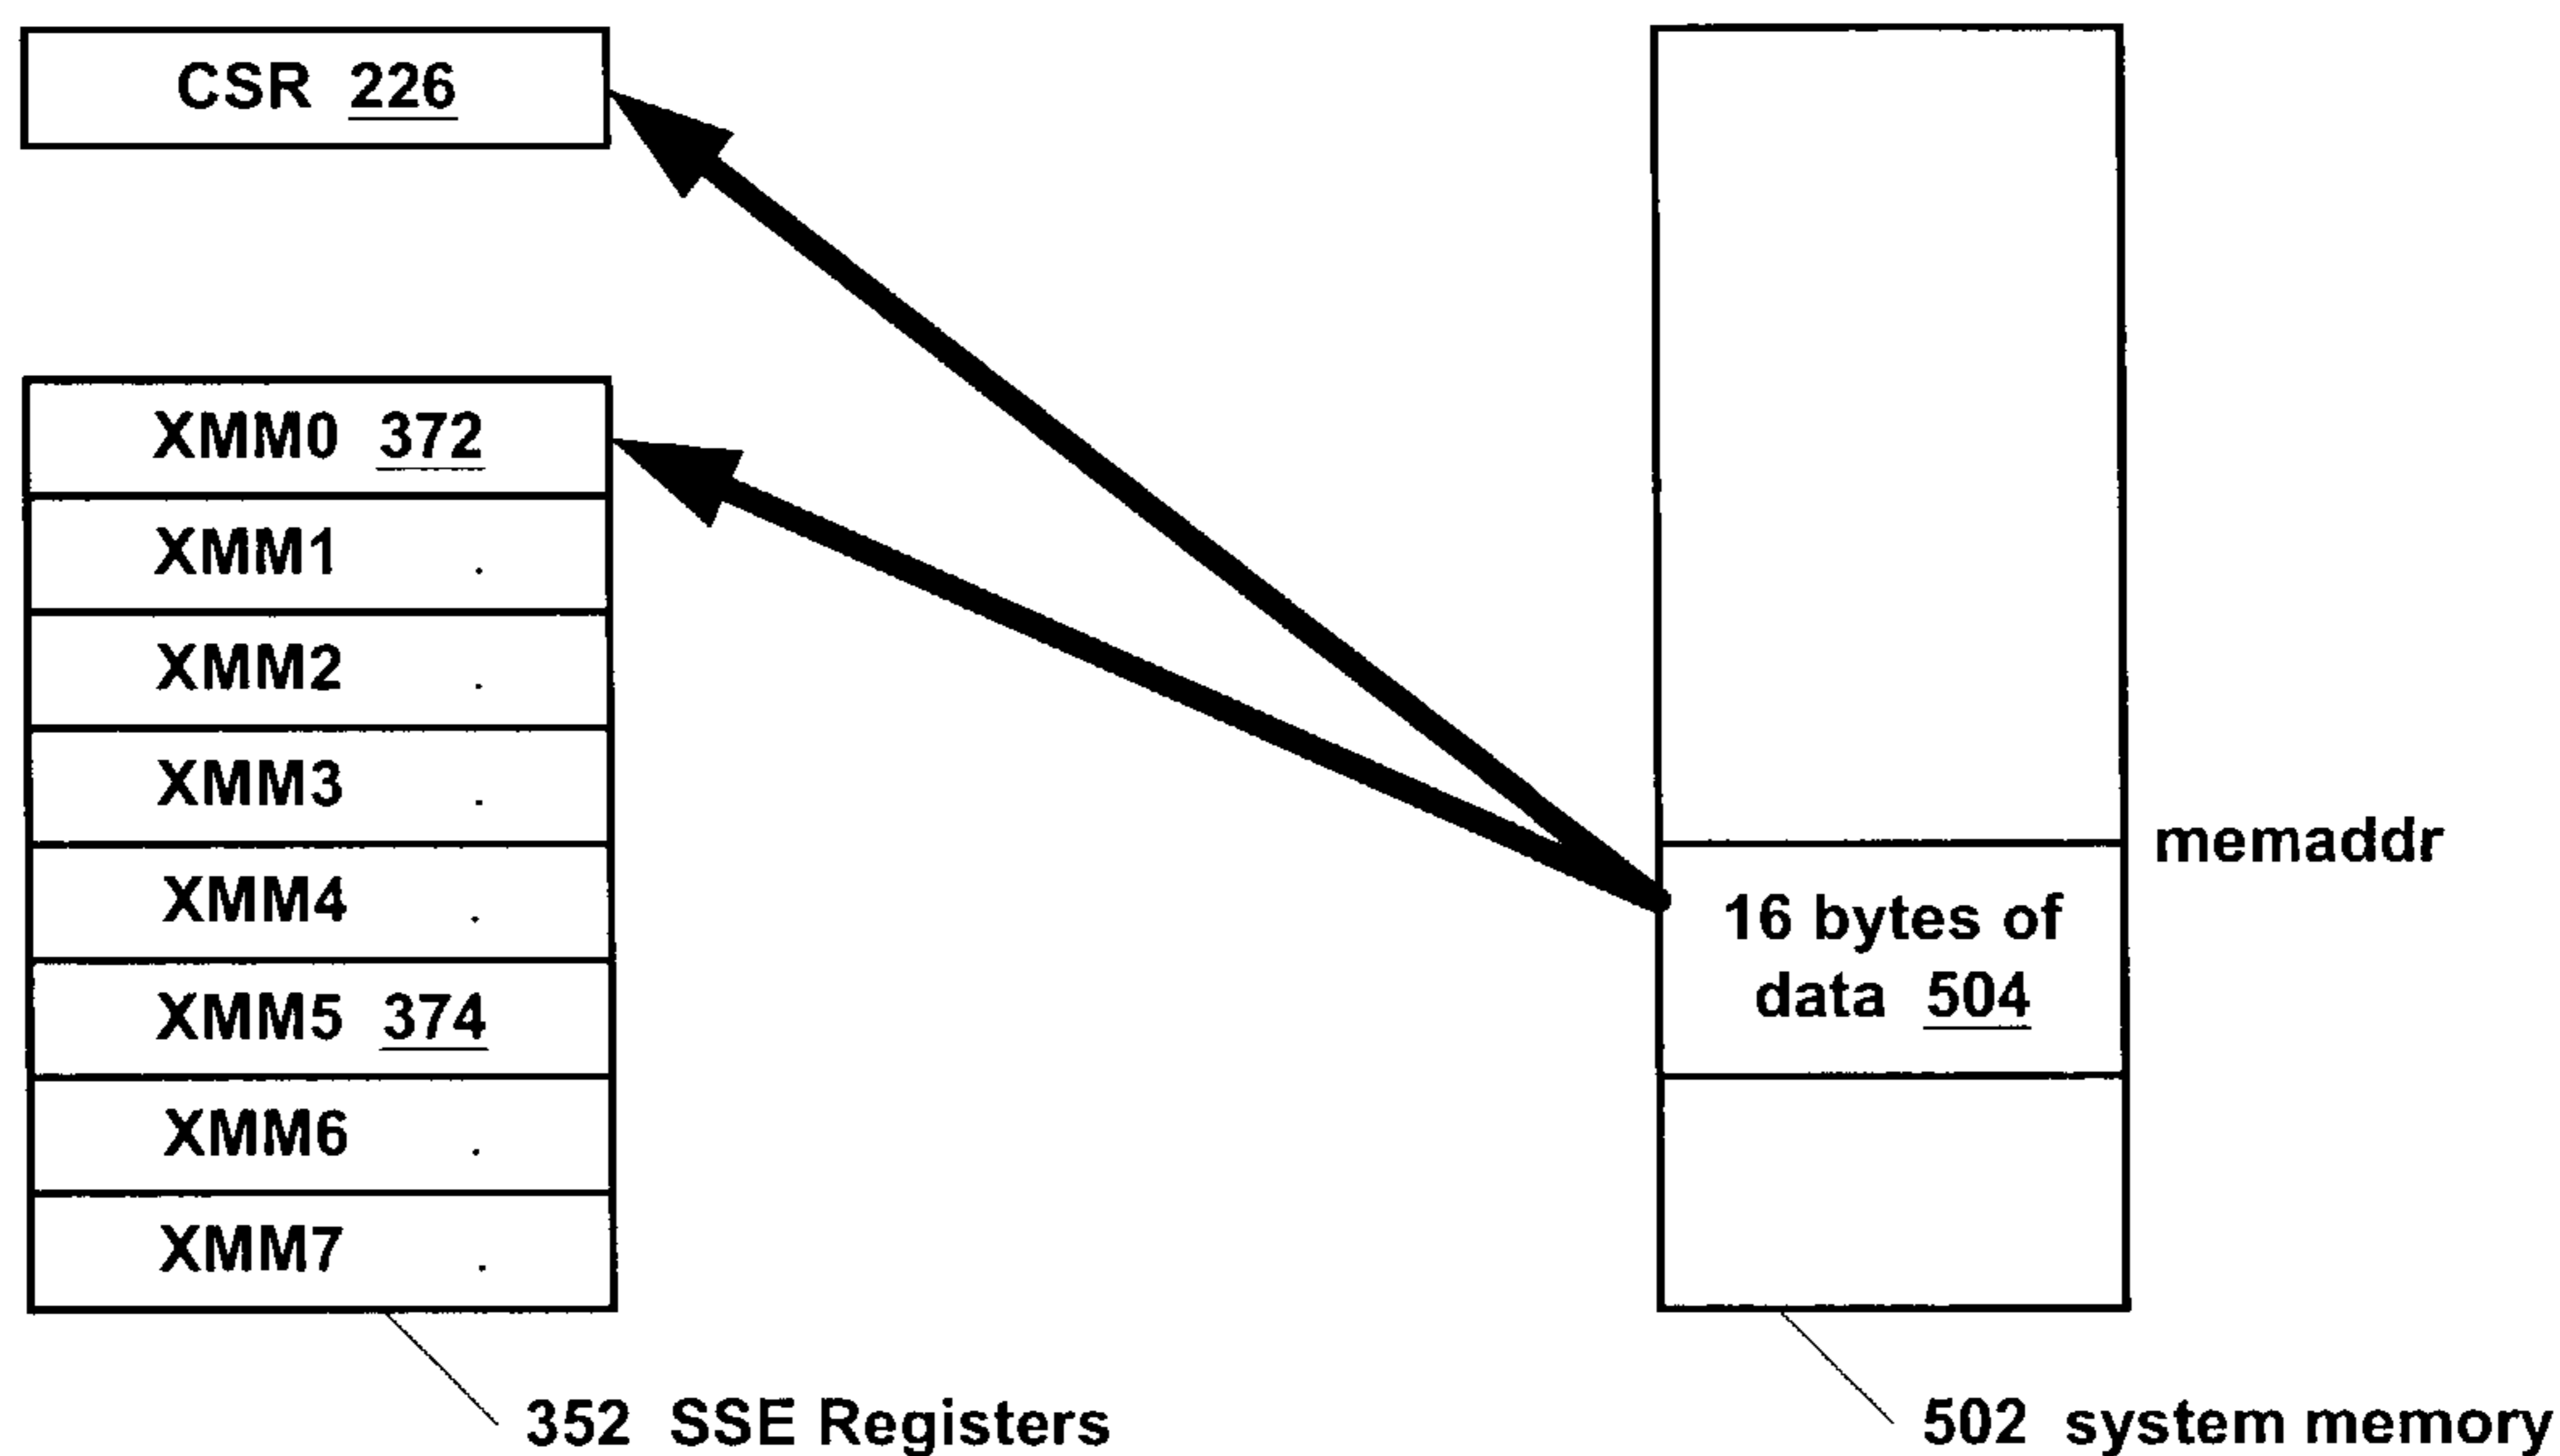 CSR 226
XMM0 372
XMM1 .
XMM2 .
XMM3 .
XMM4 .
XMM5 374
XMM6 .
XMM7 .
352 SSE Registers
memaddr
16 bytes of
data 504
502 system memory